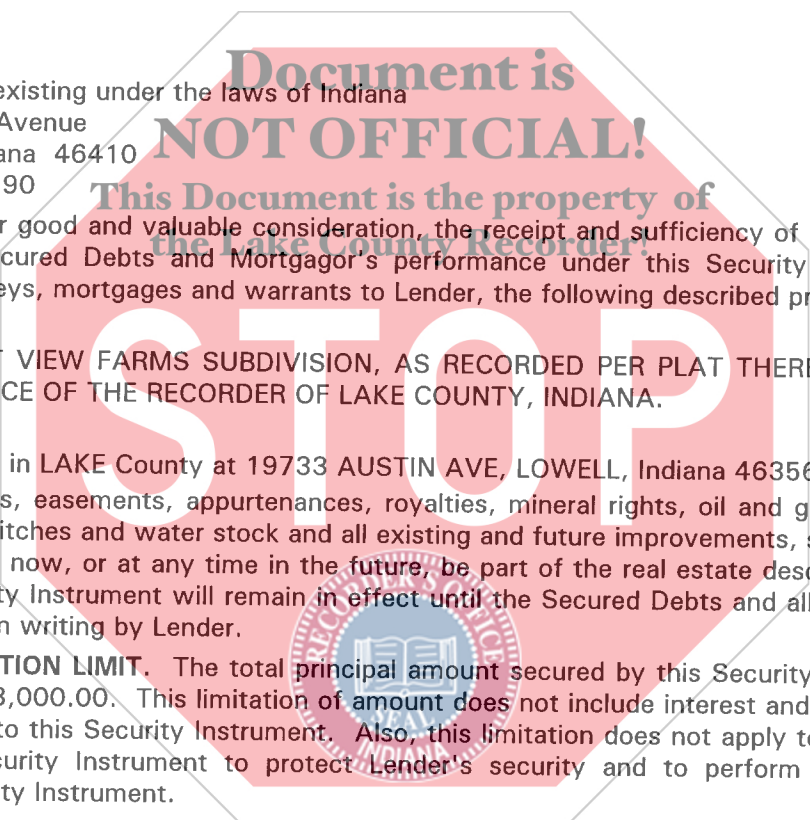 Document is
existing under the laws of Indiana
Avenue
NOT OFFICIAL!
ana 46410
90
This Document is the property of
r good and valuable consideration, the receipt and sufficiency of
the Lake County Recorder!
cured Debts and Mortgagor's performance under this Security
eys, mortgages and warrants to Lender, the following described pr
STOP
T VIEW FARMS SUBDIVISION, AS RECORDED PER PLAT THERE
CE OF THE RECORDER OF LAKE COUNTY, INDIANA.
in LAKE County at 19733 AUSTIN AVE, LOWELL, Indiana 46356
s, easements, appurtenances, royalties, mineral rights, oil and g
itches and water stock and all existing and future improvements, s
now, or at any time in the future, be part of the real estate desc
ty Instrument will remain in effect until the Secured Debts and all
n writing by Lender.
RECORDER'S OFFICE
SEAL
INDIANA
TION LIMIT. The total principal amount secured by this Security
3,000.00. This limitation of amount does not include interest and
to this Security Instrument. Also, this limitation does not apply to
curity Instrument to protect Lender's security and to perform
ty Instrument.